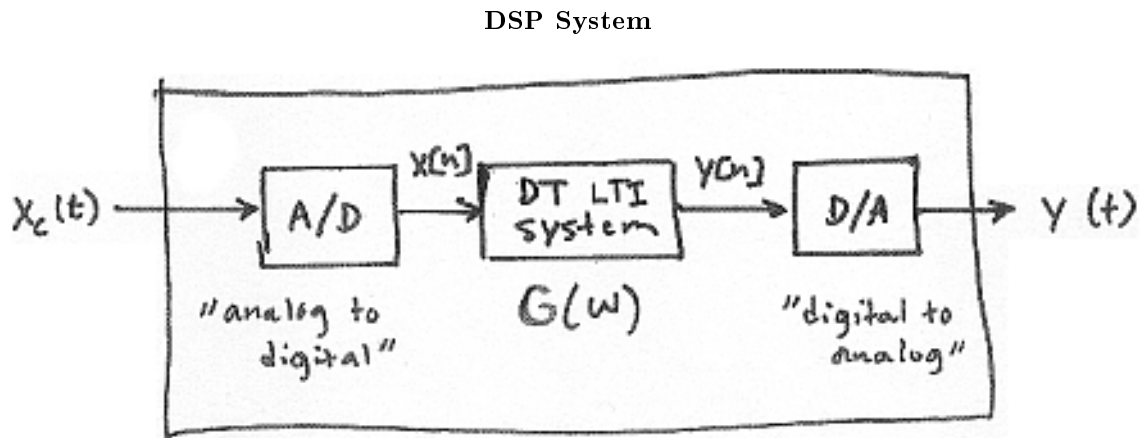 DSP System
x[n]
Y[n]
Xc(t)
A/D
DT LTI
system
D/A
Y (t)
"analog to
digital"
G(ω)
"digital to
analog"